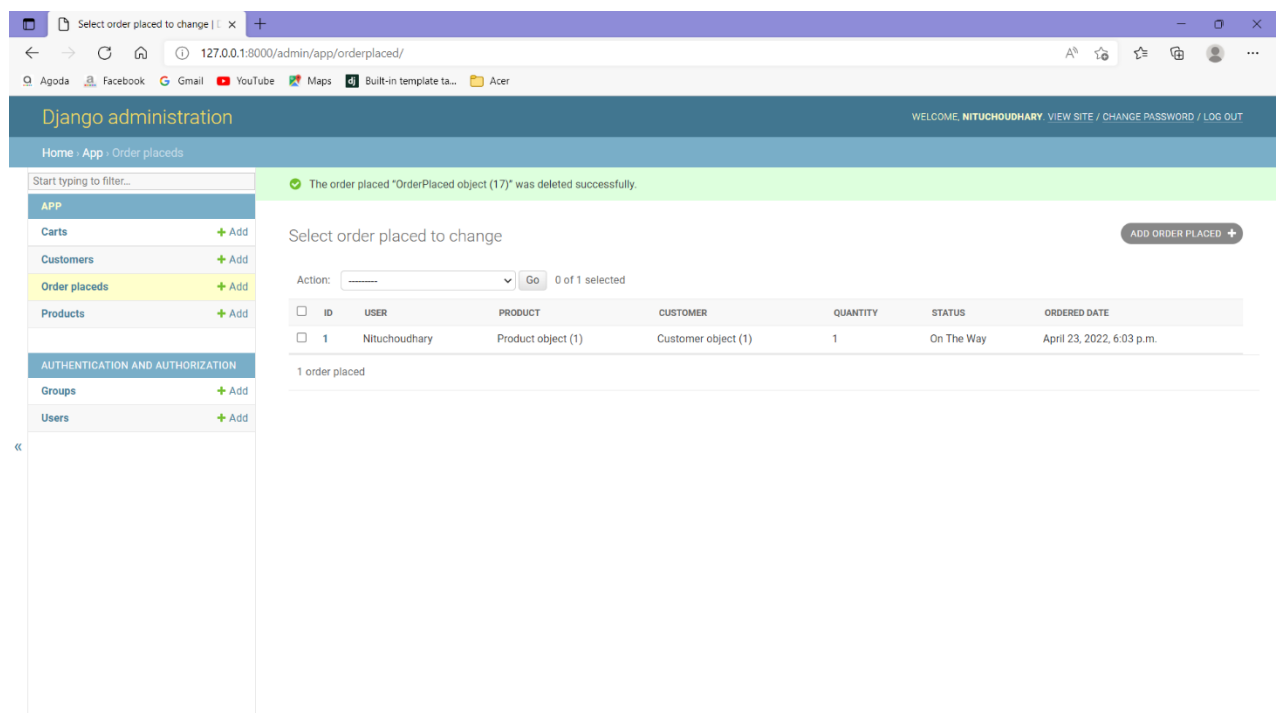 Select order placed to change | D
127.0.0.1:8000/admin/app/orderplaced/
Agoda Facebook Gmail YouTube Maps dj Built-in template ta... Acer
Django administration
WELCOME, NITUCHOUDHARY. VIEW SITE / CHANGE PASSWORD / LOG OUT
Home › App › Order placeds
Start typing to filter...
APP
Carts + Add
Customers + Add
Order placeds + Add
Products + Add
AUTHENTICATION AND AUTHORIZATION
Groups + Add
Users + Add
«
The order placed “OrderPlaced object (17)” was deleted successfully.
Select order placed to change
ADD ORDER PLACED +
Action: --------- Go 0 of 1 selected
ID USER PRODUCT CUSTOMER QUANTITY STATUS ORDERED DATE
1 Nituchoudhary Product object (1) Customer object (1) 1 On The Way April 23, 2022, 6:03 p.m.
1 order placed